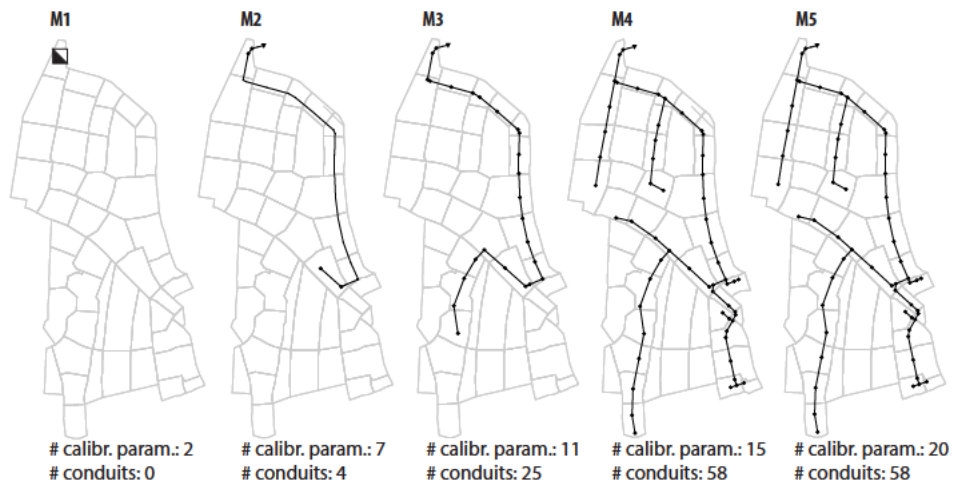 M1 M2 M3 M4 M5
# calibr. param.: 2 # calibr. param.: 7 # calibr. param.: 11 # calibr. param.: 15 # calibr. param.: 20
# conduits: 0 # conduits: 4 # conduits: 25 # conduits: 58 # conduits: 58